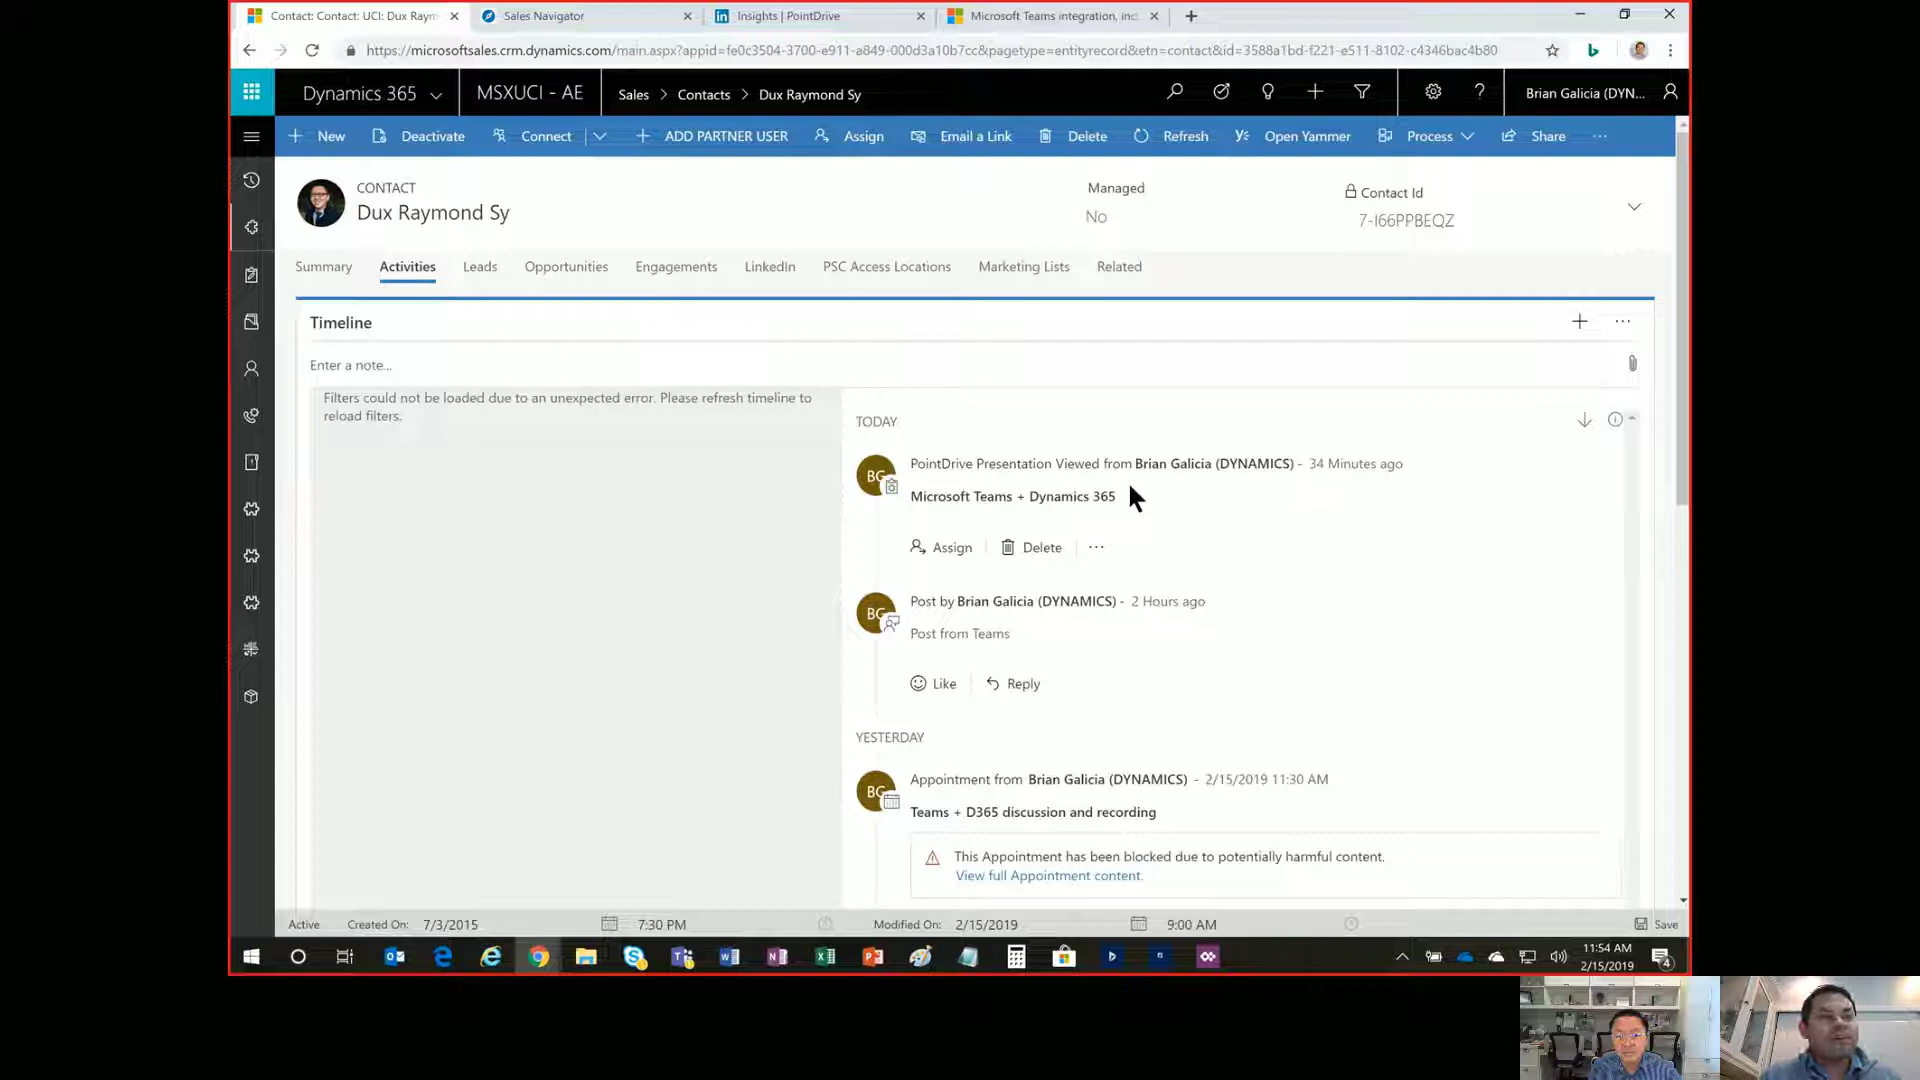 Contact: Contact: UCI: Dux Raym
Sales Navigator
Insights | PointDrive
Microsoft Teams integration, inc
https://microsoftsales.crm.dynamics.com/main.aspx?appid=fe0c3504-3700-e911-a849-000d3a10b7cc&pagetype=entityrecord&etn=contact&id=3588a1bd-f221-e511-8102-c4346bac4b80
Dynamics 365
MSXUCI - AE
Sales > Contacts > Dux Raymond Sy
Brian Galicia (DYN...
New
Deactivate
Connect
ADD PARTNER USER
Assign
Email a Link
Delete
Refresh
Open Yammer
Process
Share
CONTACT
Dux Raymond Sy
Managed
No
Contact Id
7-I66PPBEQZ
Summary
Activities
Leads
Opportunities
Engagements
LinkedIn
PSC Access Locations
Marketing Lists
Related
Timeline
Enter a note...
Filters could not be loaded due to an unexpected error. Please refresh timeline to
reload filters.
TODAY
BG
PointDrive Presentation Viewed from Brian Galicia (DYNAMICS) - 34 Minutes ago
Microsoft Teams + Dynamics 365
Assign
Delete
BG
Post by Brian Galicia (DYNAMICS) - 2 Hours ago
Post from Teams
Like
Reply
YESTERDAY
BG
Appointment from Brian Galicia (DYNAMICS) - 2/15/2019 11:30 AM
Teams + D365 discussion and recording
This Appointment has been blocked due to potentially harmful content.
View full Appointment content.
Active
Created On: 7/3/2015
7:30 PM
Modified On: 2/15/2019
9:00 AM
Save
11:54 AM
2/15/2019
4